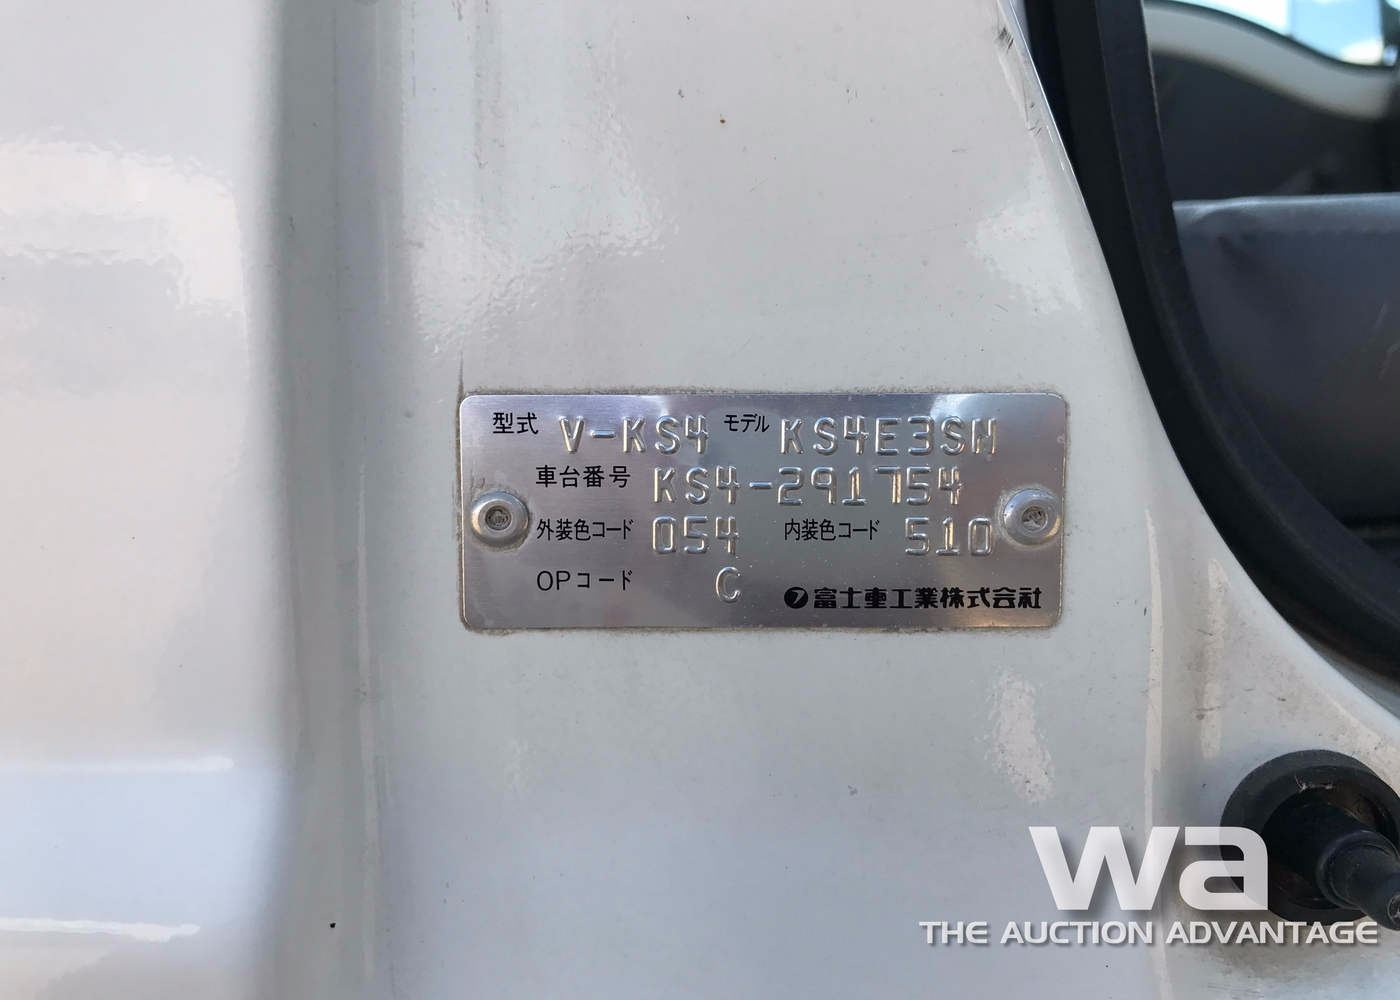 型式 V-KS4 モデル KS4E3SN
車台番号 KS4-291754
外装色コード 054 内装色コード 510
OPコード C フ 富士重工業株式会社
wa
THE AUCTION ADVANTAGE